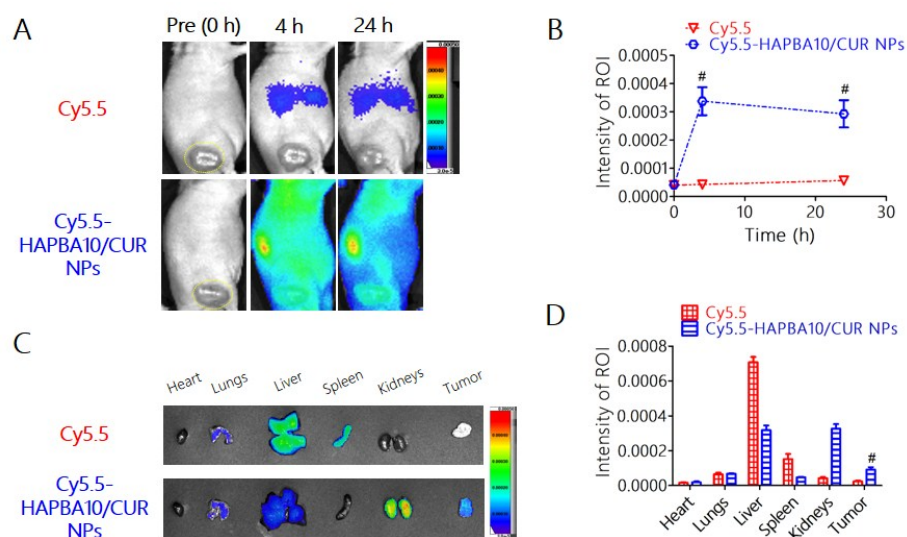 A
Pre (0 h)
4 h
24 h
Cy5.5
Cy5.5-
HAPBA10/CUR
NPs
B
Cy5.5
Cy5.5-HAPBA10/CUR NPs
Intensity of ROI
0.0005
0.0004
0.0003
0.0002
0.0001
0.0000
#
#
0
10
20
30
Time (h)
C
Heart
Lungs
Liver
Spleen
Kidneys
Tumor
Cy5.5
Cy5.5-
HAPBA10/CUR
NPs
D
Cy5.5
Cy5.5-HAPBA10/CUR NPs
Intensity of ROI
0.0008
0.0006
0.0004
0.0002
0.0000
#
Heart
Lungs
Liver
Spleen
Kidneys
Tumor